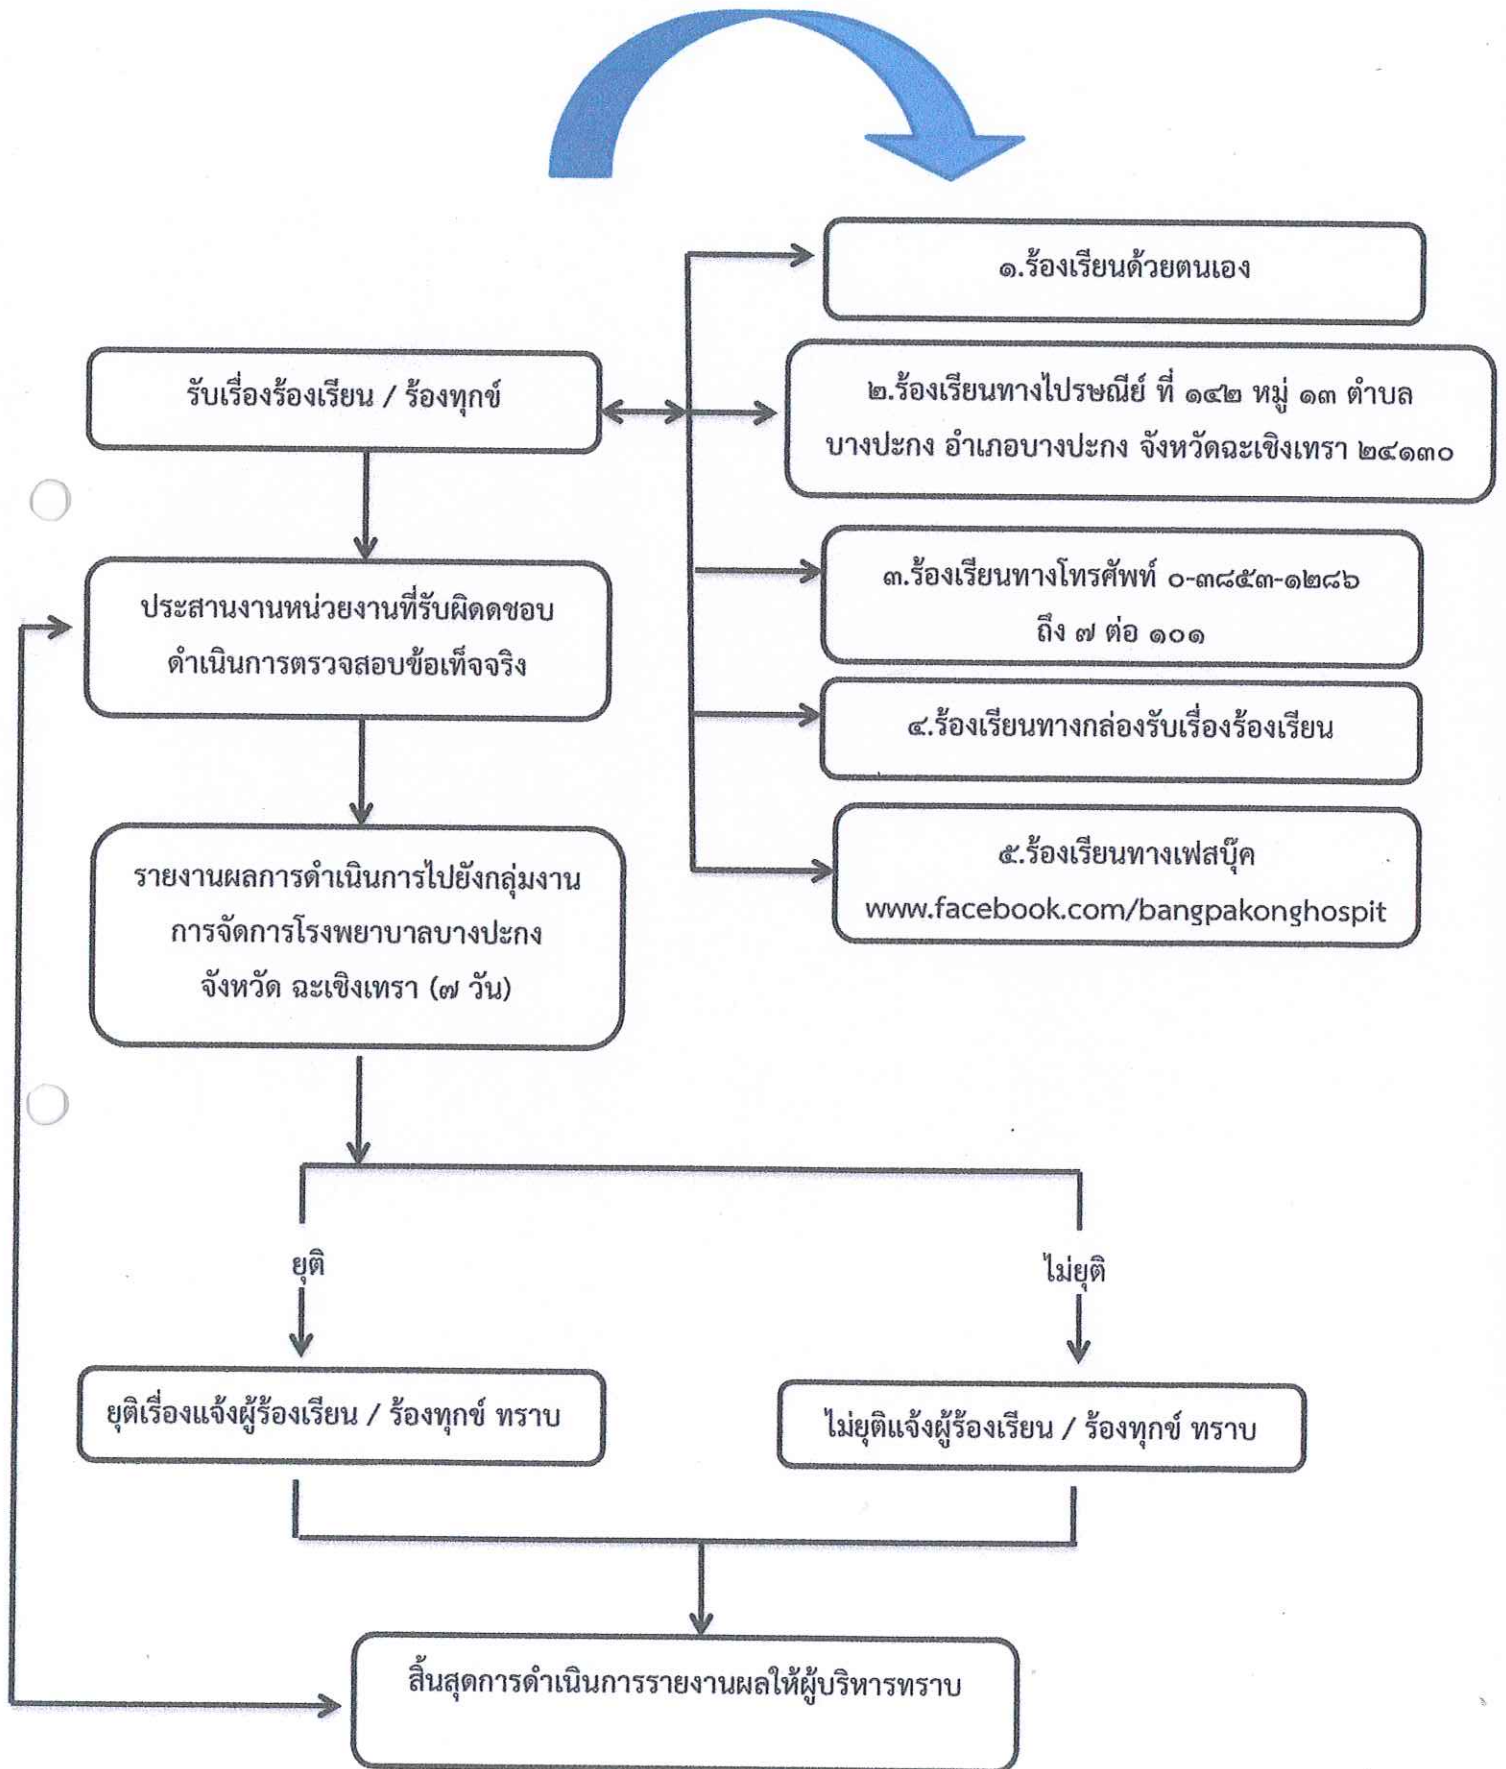 ๑.ร้องเรียนด้วยตนเอง
รับเรื่องร้องเรียน / ร้องทุกข์
๒.ร้องเรียนทางไปรษณีย์ ที่ ๑๔๒ หมู่ ๑๓ ตำบล
บางปะกง อำเภอบางปะกง จังหวัดฉะเชิงเทรา ๒๔๑๓๐
๓.ร้องเรียนทางโทรศัพท์ ๐-๓๘๕๓-๑๒๘๖
ถึง ๗ ต่อ ๑๐๑
ประสานงานหน่วยงานที่รับผิดดชอบ
ดำเนินการตรวจสอบข้อเท็จจริง
๔.ร้องเรียนทางกล่องรับเรื่องร้องเรียน
๕.ร้องเรียนทางเฟสบุ๊ค
www.facebook.com/bangpakonghospit
รายงานผลการดำเนินการไปยังกลุ่มงาน
การจัดการโรงพยาบาลบางปะกง
จังหวัด ฉะเชิงเทรา (๗ วัน)
ยุติ
ไม่ยุติ
ยุติเรื่องแจ้งผู้ร้องเรียน / ร้องทุกข์ ทราบ
ไม่ยุติแจ้งผู้ร้องเรียน / ร้องทุกข์ ทราบ
สิ้นสุดการดำเนินการรายงานผลให้ผู้บริหารทราบ